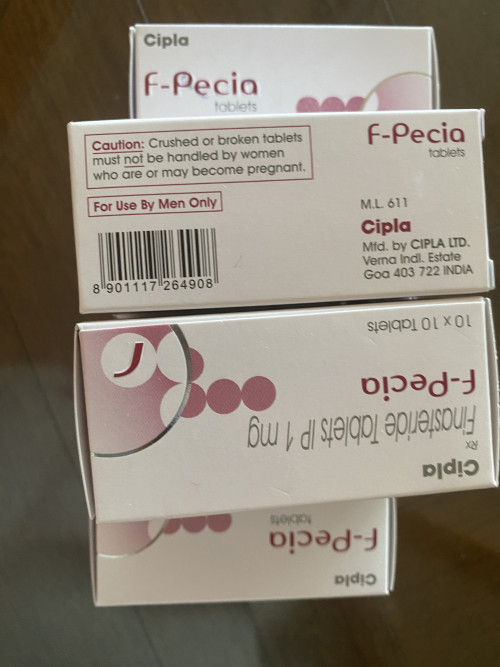 Cipla
F-Pecia
tablets
Caution: Crushed or broken tablets
must not be handled by women
who are or may become pregnant.
For Use By Men Only
8 901117 264908
F-Pecia
tablets
M.L. 611
Cipla
Mfd. by CIPLA LTD.
Verna Indl. Estate
Goa 403 722 INDIA
Cipla
Rx
Finasteride Tablets IP 1 mg
F-Pecia
10 x 10 Tablets
Cipla
F-Pecia
tablets